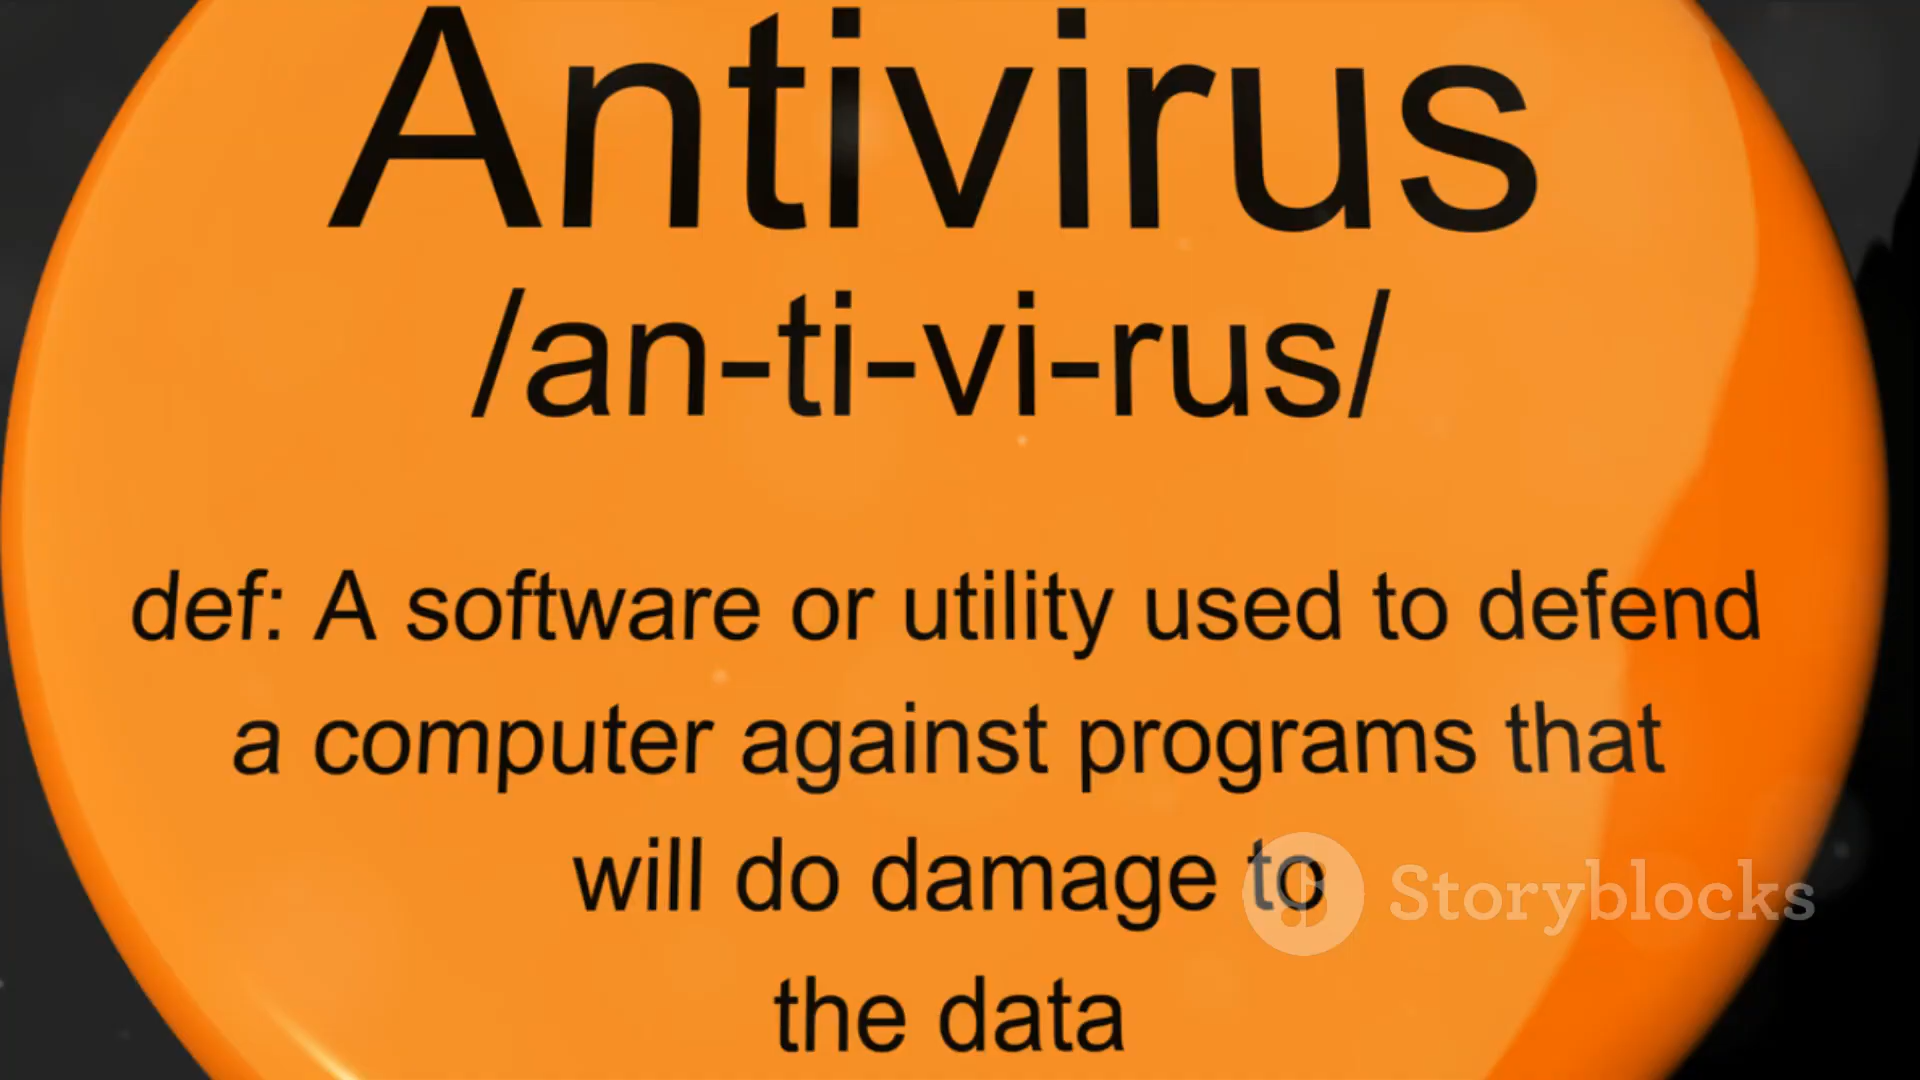 Antivirus
/an-ti-vi-rus/
def: A software or utility used to defend
a computer against programs that
will do damage to
the data
Storyblocks